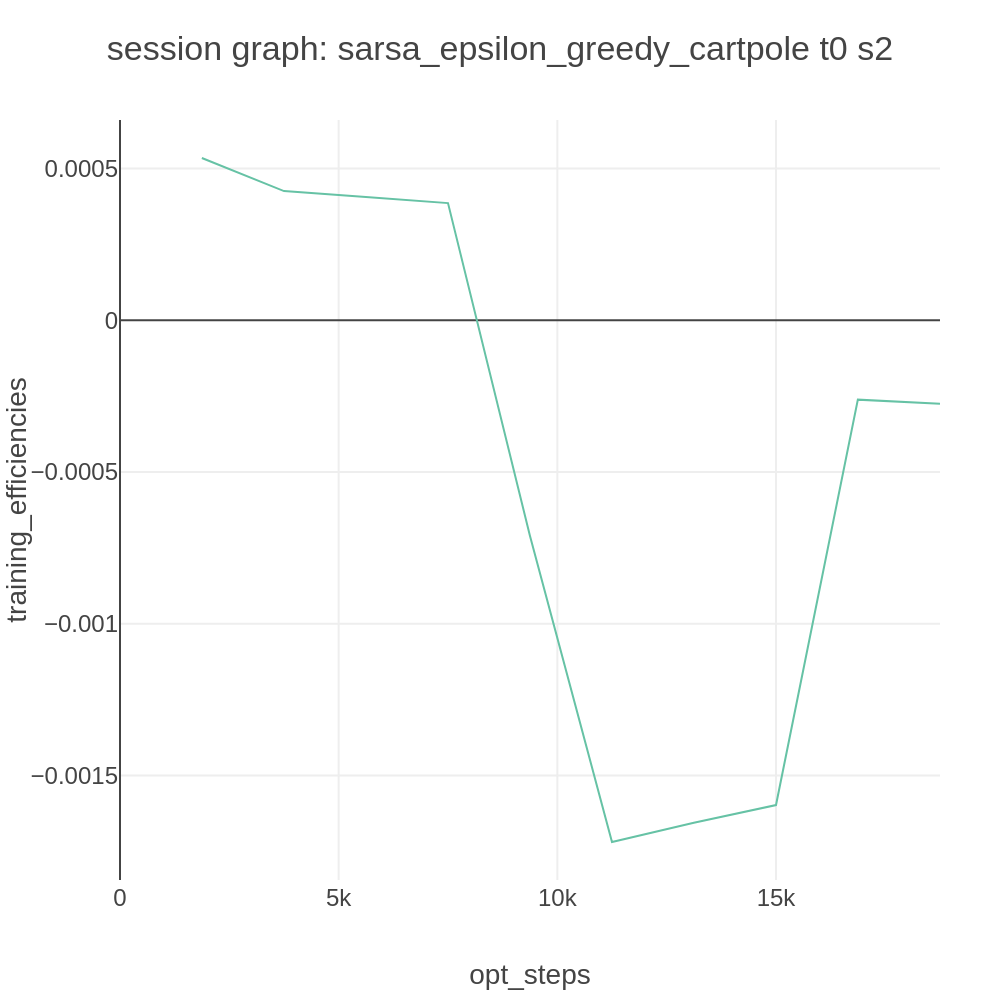 session graph: sarsa_epsilon_greedy_cartpole t0 s2
training_efficiencies
0.0005
0
−0.0005
−0.001
−0.0015
0
5k
10k
15k
opt_steps